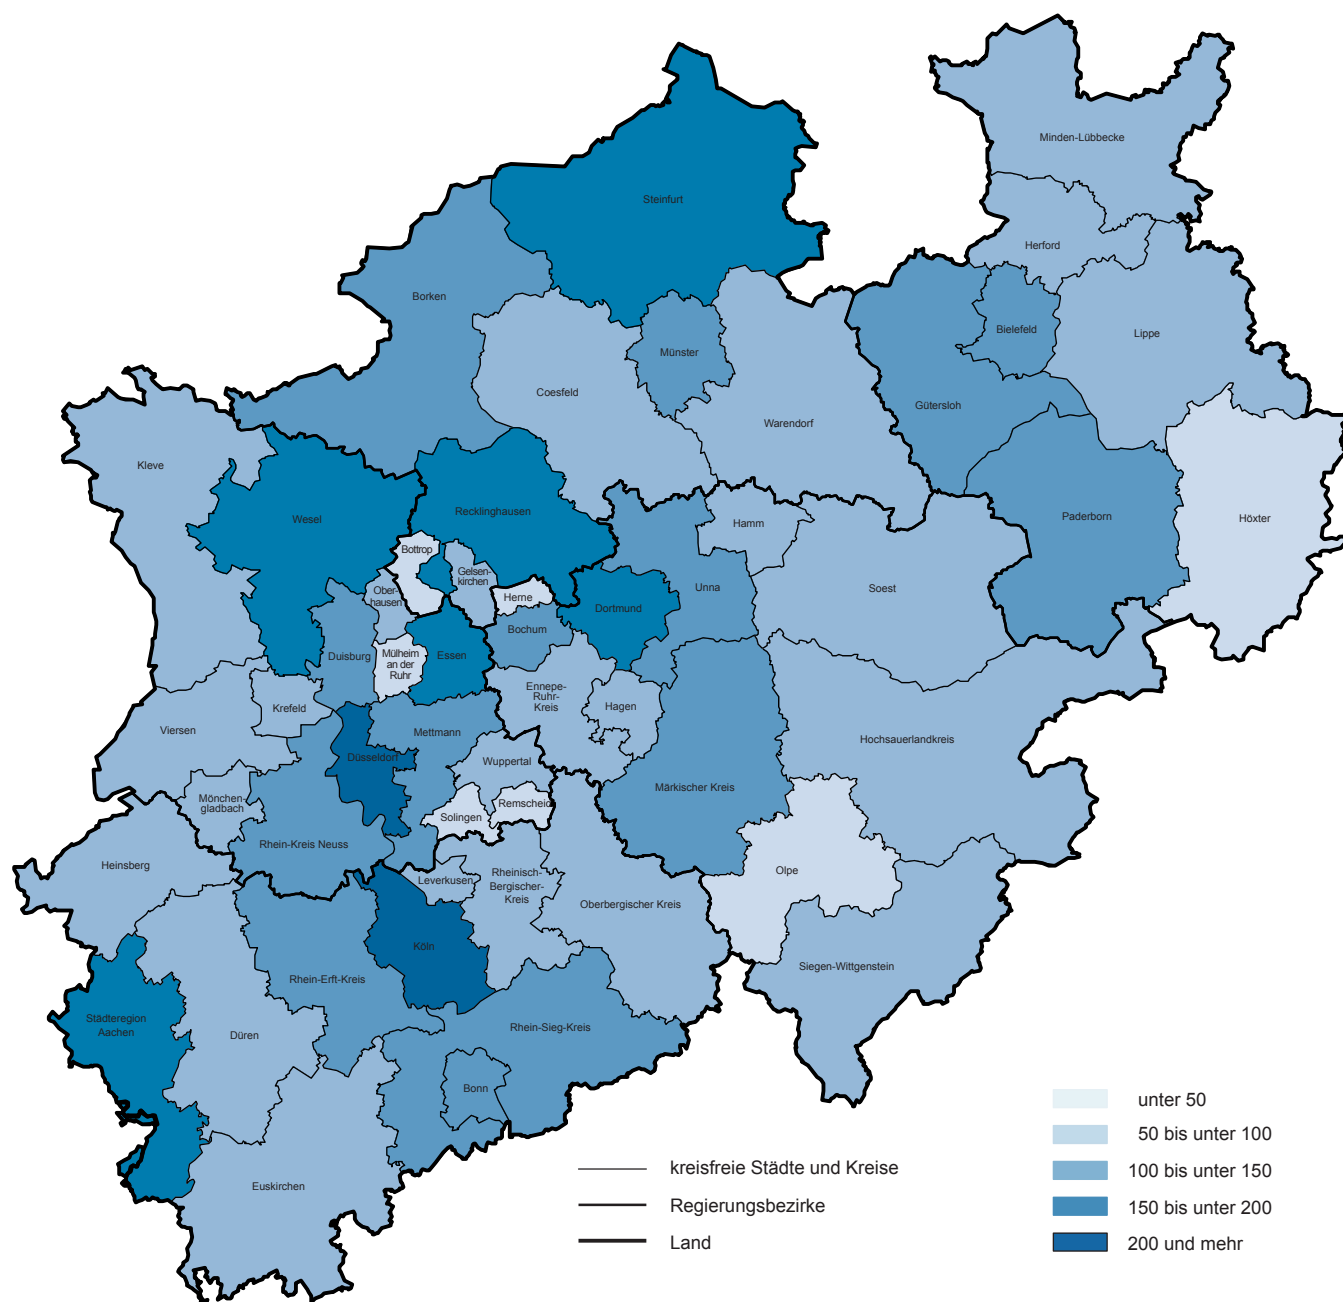 Minden-Lübbecke
Steinfurt
Herford
Borken
Bielefeld
Lippe
Münster
Coesfeld
Gütersloh
Warendorf
Kleve
Wesel
Recklinghausen
Paderborn
Höxter
Hamm
Bottrop
Gelsen-
kirchen
Unna
Soest
Ober-
hausen
Herne
Dortmund
Bochum
Duisburg
Mülheim
an der
Ruhr
Essen
Ennepe-
Ruhr-
Kreis
Hagen
Krefeld
Viersen
Mettmann
Hochsauerlandkreis
Düsseldorf
Wuppertal
Märkischer Kreis
Mönchen-
gladbach
Remscheid
Solingen
Rhein-Kreis Neuss
Heinsberg
Leverkusen
Rheinisch-
Bergischer-
Kreis
Olpe
Oberbergischer Kreis
Köln
Siegen-Wittgenstein
Rhein-Erft-Kreis
Städteregion
Aachen
Düren
Rhein-Sieg-Kreis
Bonn
Euskirchen
kreisfreie Städte und Kreise
Regierungsbezirke
Land
unter 50
50 bis unter 100
100 bis unter 150
150 bis unter 200
200 und mehr